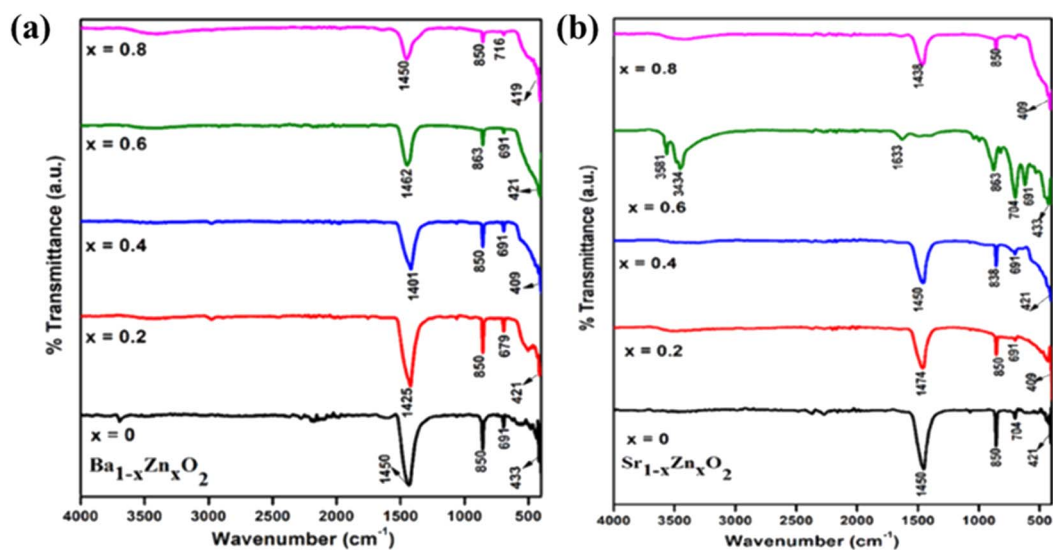 (a)
% Transmittance (a.u.)
x = 0.8
1450
850
716
419
x = 0.6
1462
863
691
421
x = 0.4
1401
850
691
409
x = 0.2
1425
850
679
421
x = 0
1450
850
691
433
Ba1-xZnxO2
4000 3500 3000 2500 2000 1500 1000 500
Wavenumber (cm-1)
(b)
% Transmittance (a.u.)
x = 0.8
1438
850
409
3581
3434
1633
863
704
691
433
x = 0.6
x = 0.4
1450
838
691
421
x = 0.2
1474
850
691
409
x = 0
1450
850
704
421
Sr1-xZnxO2
4000 3000 2500 2000 1500 1000 500
Wavenumber (cm-1)